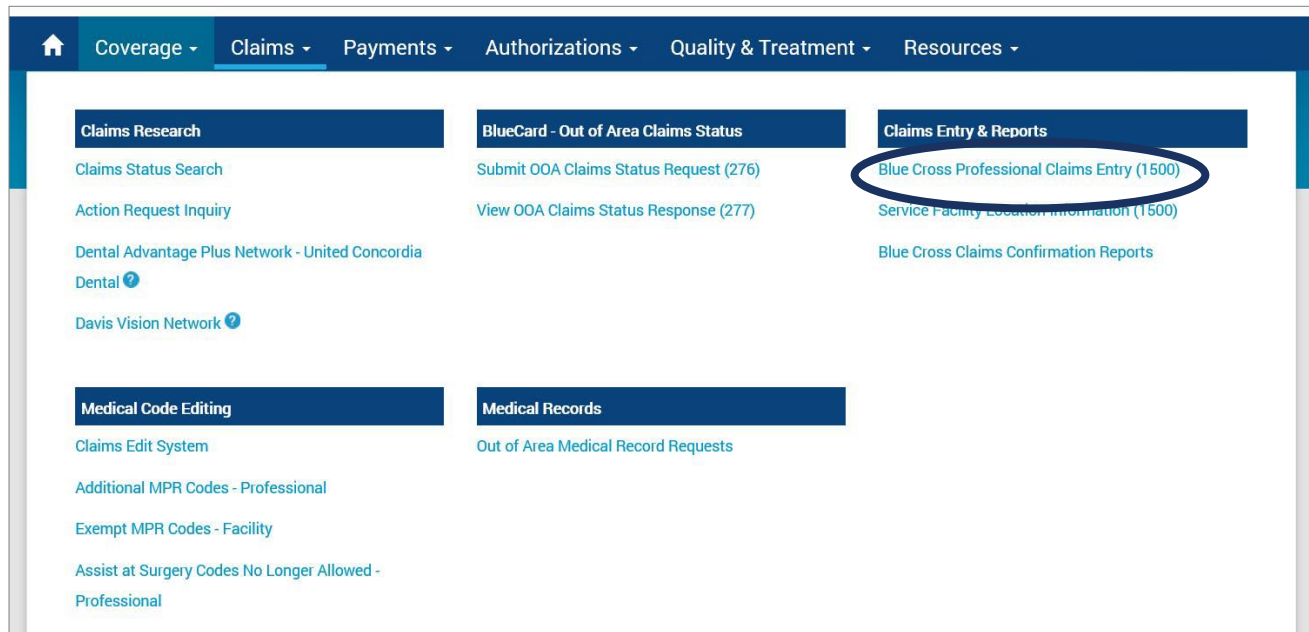 Coverage Claims Payments Authorizations Quality & Treatment Resources
Claims Research
Claims Status Search
Action Request Inquiry
Dental Advantage Plus Network - United Concordia
Dental ?
Davis Vision Network ?
BlueCard - Out of Area Claims Status
Submit OOA Claims Status Request (276)
View OOA Claims Status Response (277)
Claims Entry & Reports
Blue Cross Professional Claims Entry (1500)
Service Facility Location Information (1500)
Blue Cross Claims Confirmation Reports
Medical Code Editing
Claims Edit System
Additional MPR Codes - Professional
Exempt MPR Codes - Facility
Assist at Surgery Codes No Longer Allowed -
Professional
Medical Records
Out of Area Medical Record Requests